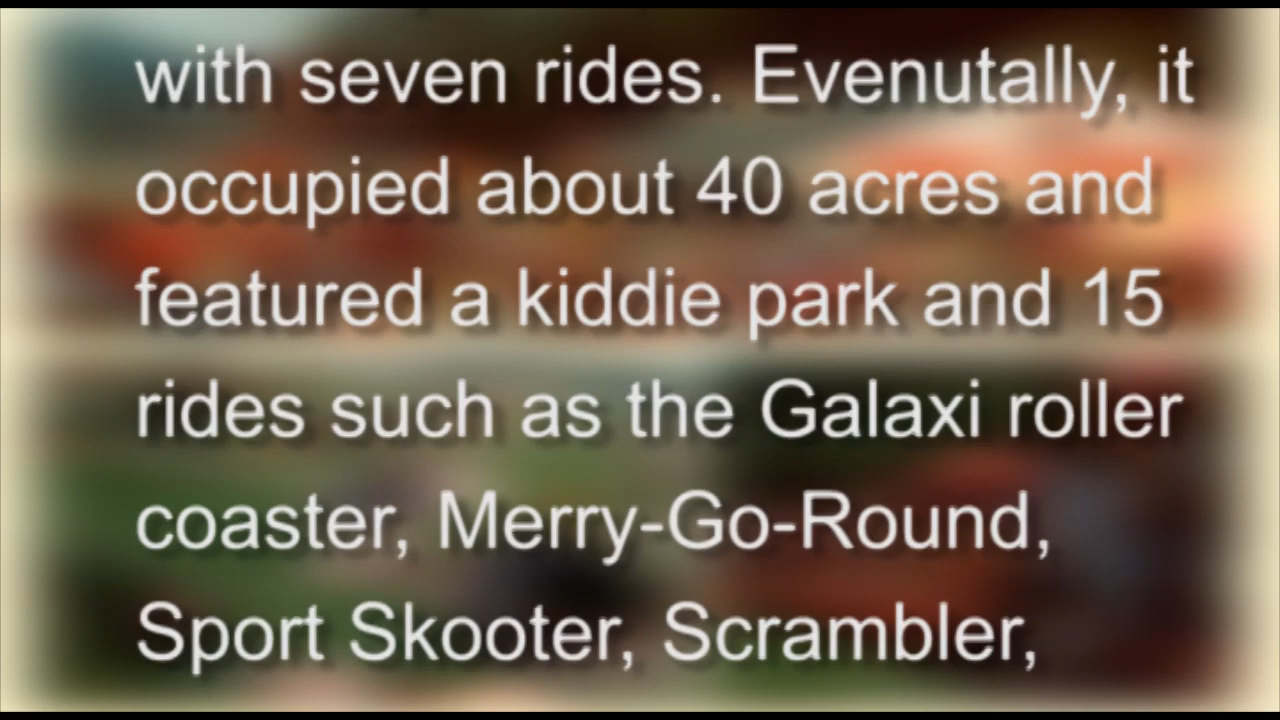 with seven rides. Evenutally, it
occupied about 40 acres and
featured a kiddie park and 15
rides such as the Galaxi roller
coaster, Merry-Go-Round,
Sport Skooter, Scrambler,